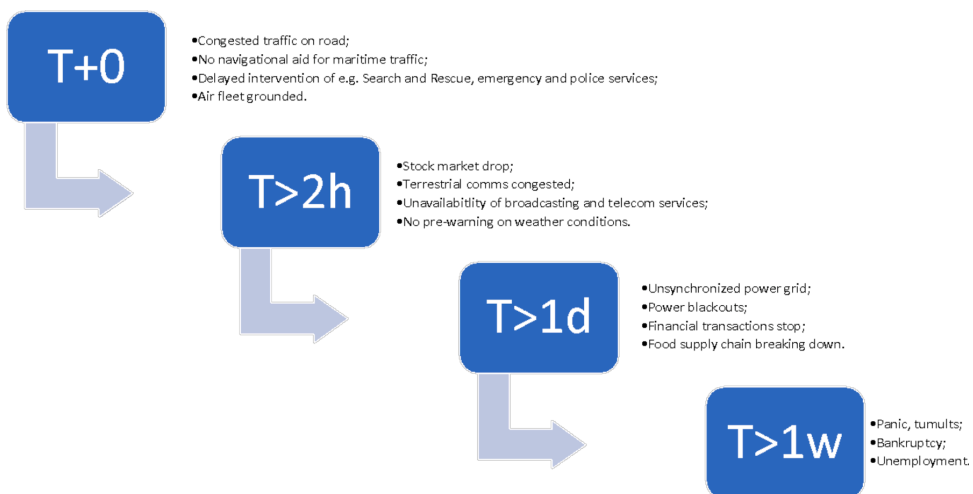 T+0
•Congested traffic on road;
•No navigational aid for maritime traffic;
•Delayed intervention of e.g. Search and Rescue, emergency and police services;
•Air fleet grounded.
T>2h
•Stock market drop;
•Terrestrial comms congested;
•Unavailabitlity of broadcasting and telecom services;
•No pre-warning on weather conditions.
T>1d
•Unsynchronized power grid;
•Power blackouts;
•Financial transactions stop;
•Food supply chain breaking down.
T>1w
•Panic, tumults;
•Bankruptcy;
•Unemployment.